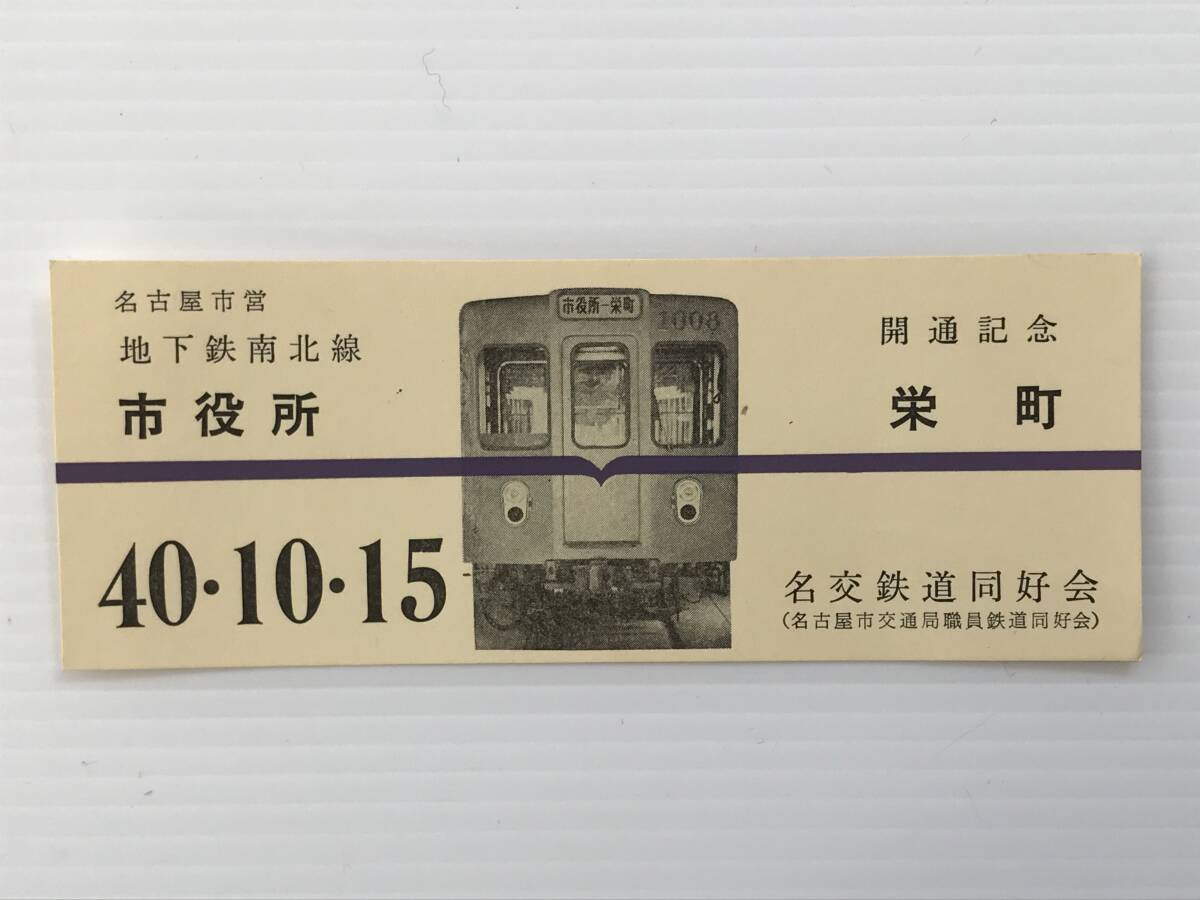 名古屋市営
地下鉄南北線
市役所
40・10・15
市役所ー栄町
1008
開通記念
栄町
名交鉄道同好会
(名古屋市交通局職員鉄道同好会)